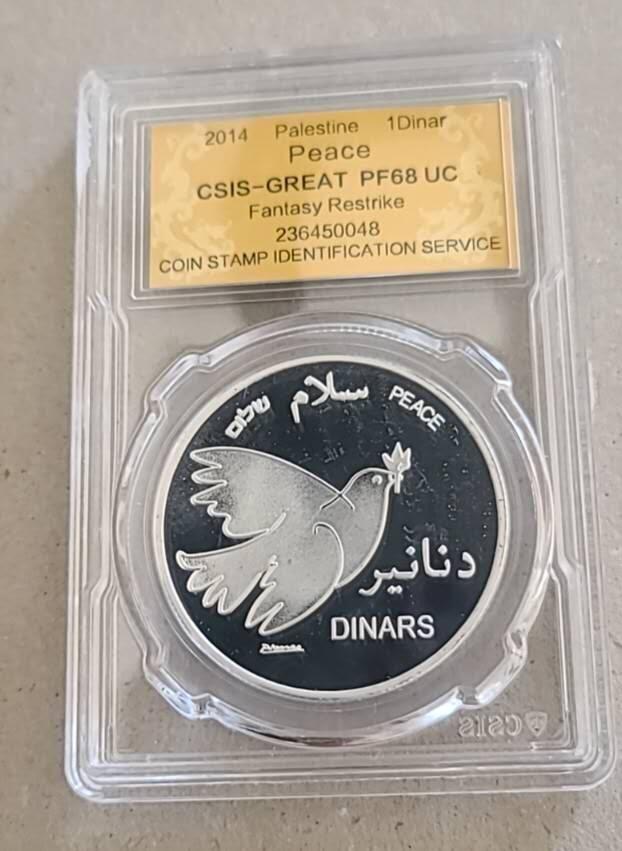 2014 Palestine 1Dinar
Peace
CSIS-GREAT PF68 UC
Fantasy Restrike
236450048
COIN STAMP IDENTIFICATION SERVICE
שלום سلام PEACE
دنانير
DINARS
CSIS